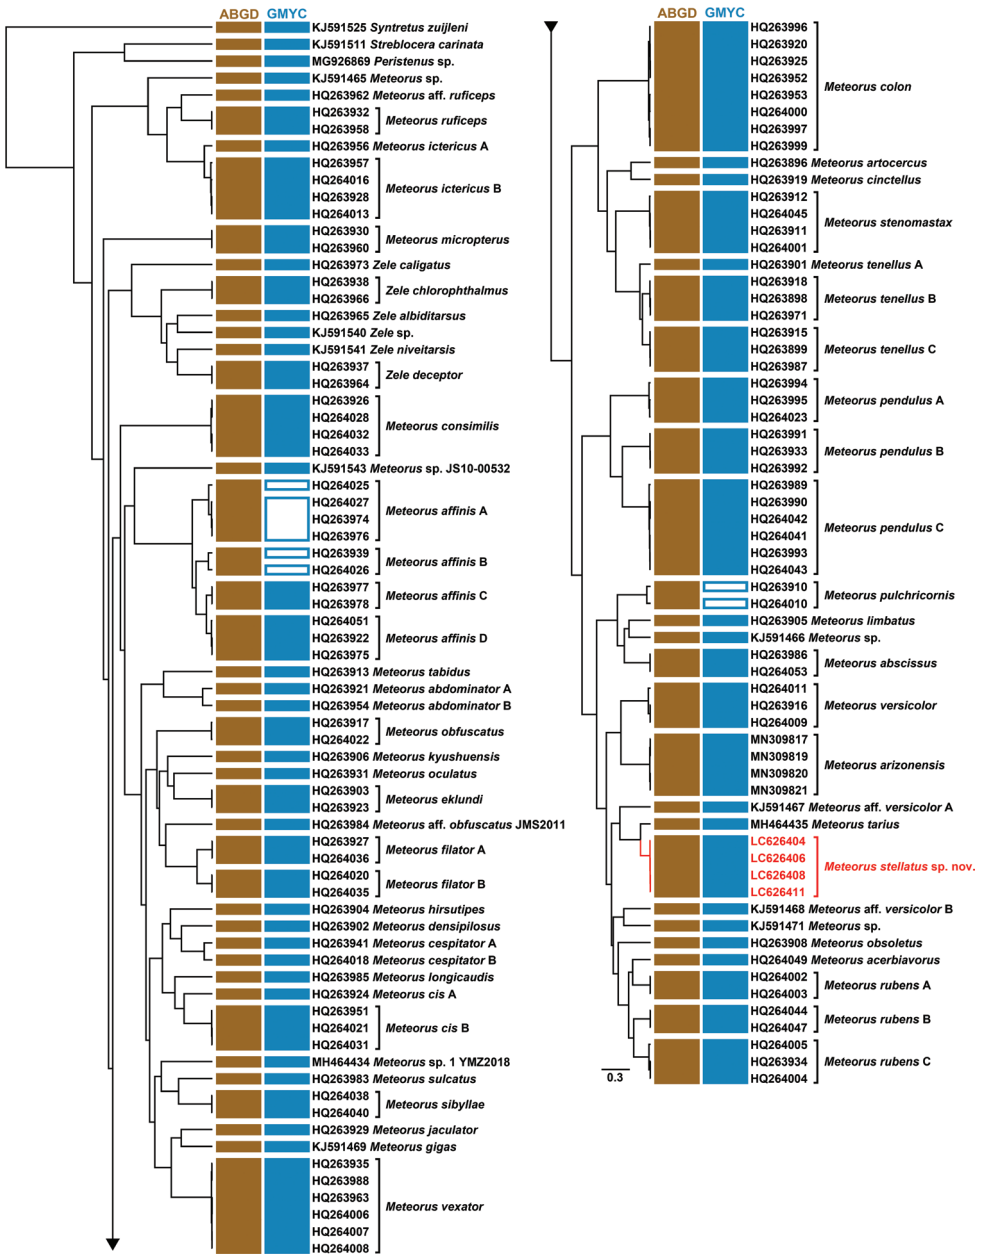 ABGD GMYC
KJ591525 Syntretus zuijleni
KJ591511 Streblocera carinata
MG926869 Peristenus sp.
KJ591465 Meteorus sp.
HQ263962 Meteorus aff. ruficeps
HQ263932
HQ263958
Meteorus ruficeps
HQ263956 Meteorus ictericus A
HQ263957
HQ264016
HQ263928
HQ264013
Meteorus ictericus B
HQ263930
HQ263960
Meteorus micropterus
HQ263973 Zele caligatus
HQ263938
HQ263966
Zele chlorophthalmus
HQ263965 Zele albiditarsus
KJ591540 Zele sp.
KJ591541 Zele niveitarsis
HQ263937
HQ263964
Zele deceptor
HQ263926
HQ264028
HQ264032
HQ264033
Meteorus consimilis
KJ591543 Meteorus sp. JS10-00532
HQ264025
HQ264027
HQ263974
HQ263976
Meteorus affinis A
HQ263939
HQ264026
Meteorus affinis B
HQ263977
HQ263978
Meteorus affinis C
HQ264051
HQ263922
HQ263975
Meteorus affinis D
HQ263913 Meteorus tabidus
HQ263921 Meteorus abdominator A
HQ263954 Meteorus abdominator B
HQ263917
HQ264022
Meteorus obfuscatus
HQ263906 Meteorus kyushuensis
HQ263931 Meteorus oculatus
HQ263903
HQ263923
Meteorus eklundi
HQ263984 Meteorus aff. obfuscatus JMS2011
HQ263927
HQ264036
Meteorus filator A
HQ264020
HQ264035
Meteorus filator B
HQ263904 Meteorus hirsutipes
HQ263902 Meteorus densipilosus
HQ263941 Meteorus cespitator A
HQ264018 Meteorus cespitator B
HQ263985 Meteorus longicaudis
HQ263924 Meteorus cis A
HQ263951
HQ264021
HQ264031
Meteorus cis B
MH464434 Meteorus sp. 1 YMZ2018
HQ263983 Meteorus sulcatus
HQ264038
HQ264040
Meteorus sibyllae
HQ263929 Meteorus jaculator
KJ591469 Meteorus gigas
HQ263935
HQ263988
HQ263963
HQ264006
HQ264007
HQ264008
Meteorus vexator
ABGD GMYC
HQ263996
HQ263920
HQ263925
HQ263952
HQ263953
HQ264000
HQ263997
HQ263999
Meteorus colon
HQ263896 Meteorus artocercus
HQ263919 Meteorus cinctellus
HQ263912
HQ264045
HQ263911
HQ264001
Meteorus stenomastax
HQ263901 Meteorus tenellus A
HQ263918
HQ263898
HQ263971
Meteorus tenellus B
HQ263915
HQ263899
HQ263987
Meteorus tenellus C
HQ263994
HQ263995
HQ264023
Meteorus pendulus A
HQ263991
HQ263933
HQ263992
Meteorus pendulus B
HQ263989
HQ263990
HQ264042
HQ264041
HQ263993
HQ264043
Meteorus pendulus C
HQ263910
HQ264010
Meteorus pulchricornis
HQ263905 Meteorus limbatus
KJ591466 Meteorus sp.
HQ263986
HQ264053
Meteorus abscissus
HQ264011
HQ263916
HQ264009
Meteorus versicolor
MN309817
MN309819
MN309820
MN309821
Meteorus arizonensis
KJ591467 Meteorus aff. versicolor A
MH464435 Meteorus tarius
LC626404
LC626406
LC626408
LC626411
Meteorus stellatus sp. nov.
KJ591468 Meteorus aff. versicolor B
KJ591471 Meteorus sp.
HQ263908 Meteorus obsoletus
HQ264049 Meteorus acerbiavorus
HQ264002
HQ264003
Meteorus rubens A
HQ264044
HQ264047
Meteorus rubens B
HQ264005
HQ263934
HQ264004
Meteorus rubens C
0.3